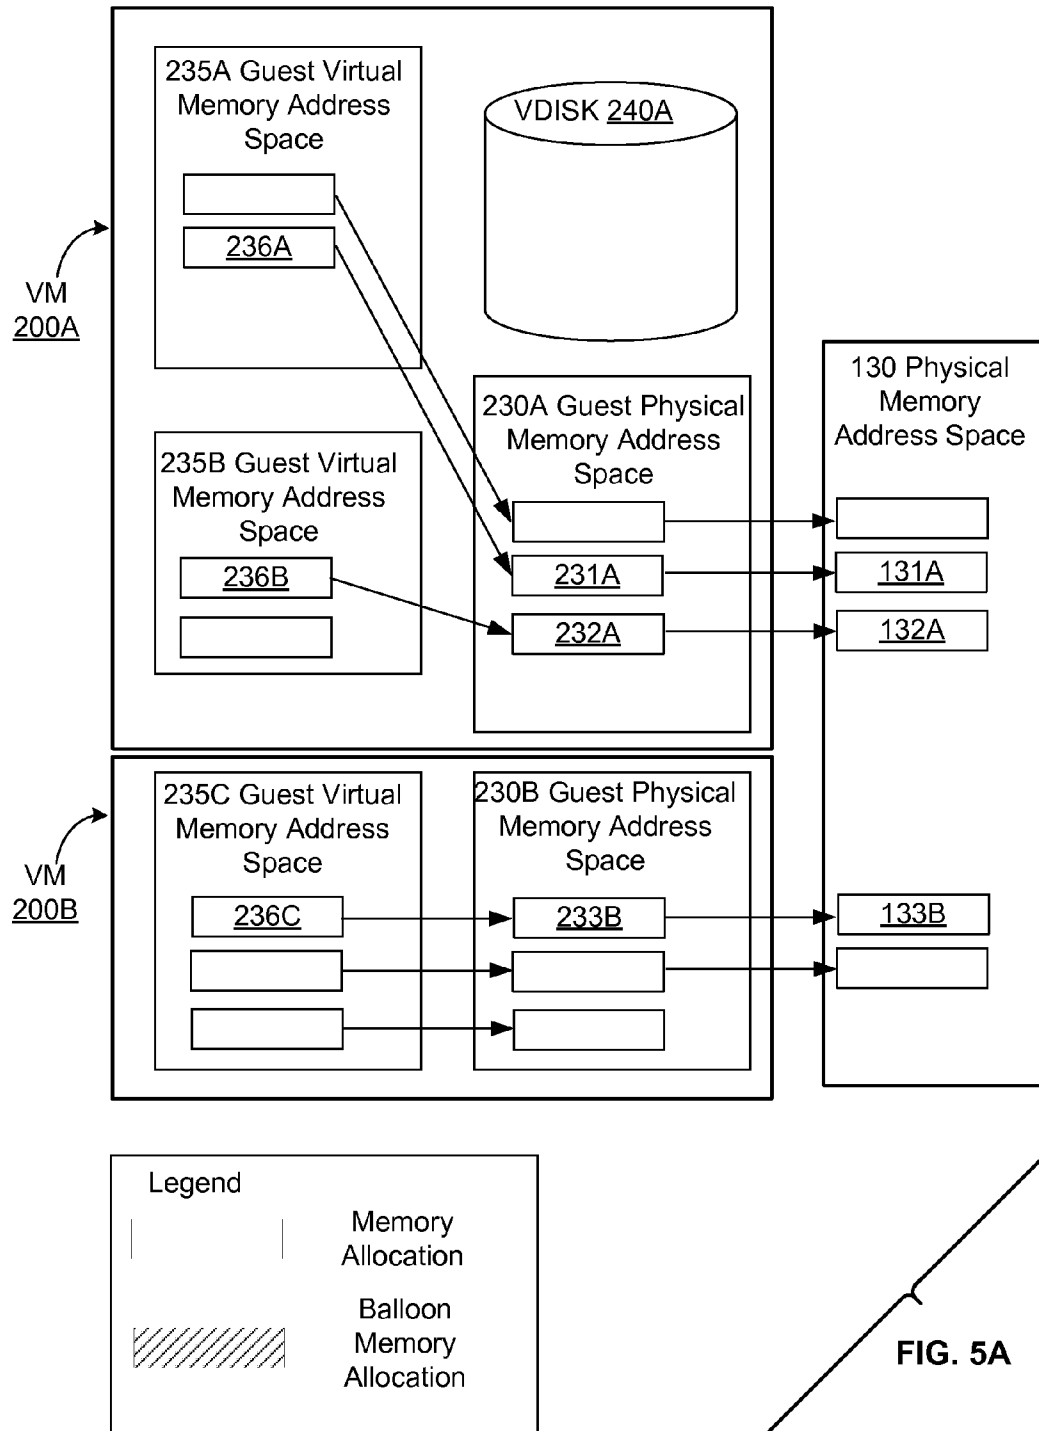 235A Guest Virtual
Memory Address
Space
236A
VDISK 240A
VM
200A
235B Guest Virtual
Memory Address
Space
236B
230A Guest Physical
Memory Address
Space
231A
232A
130 Physical
Memory
Address Space
131A
132A
235C Guest Virtual
Memory Address
Space
236C
230B Guest Physical
Memory Address
Space
233B
133B
VM
200B
Legend
Memory
Allocation
Balloon
Memory
Allocation
FIG. 5A